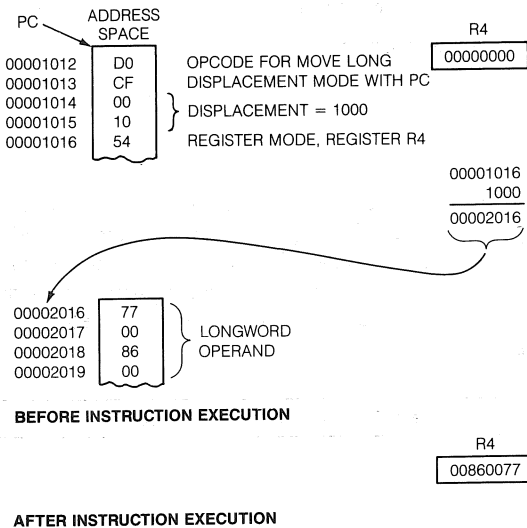 PC
ADDRESS
SPACE
R4
00000000
00001012 D0 OPCODE FOR MOVE LONG
00001013 CF DISPLACEMENT MODE WITH PC
00001014 00
DISPLACEMENT = 1000
00001015 10
00001016 54 REGISTER MODE, REGISTER R4
00001016
1000
00002016
00002016 77
00002017 00 LONGWORD
00002018 86 OPERAND
00002019 00
BEFORE INSTRUCTION EXECUTION
R4
00860077
AFTER INSTRUCTION EXECUTION